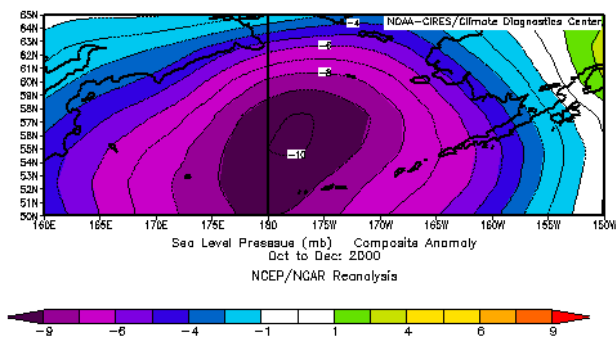 65N
NOAA-CIRES/Climate Diagnostics Center
64N
63N
62N
61N
60N
59N
58N
57N
56N
55N
54N
53N
52N
51N
50N
-4
-6
-8
-10
160E 165E 170E 175E 180 175W 170W 165W 160W 155W 150W
Sea Level Pressue (mb) Composite Anomaly
Oct to Dec: 2000
NCEP/NCAR Reanalysis
-9 -6 -4 -1 1 4 6 9